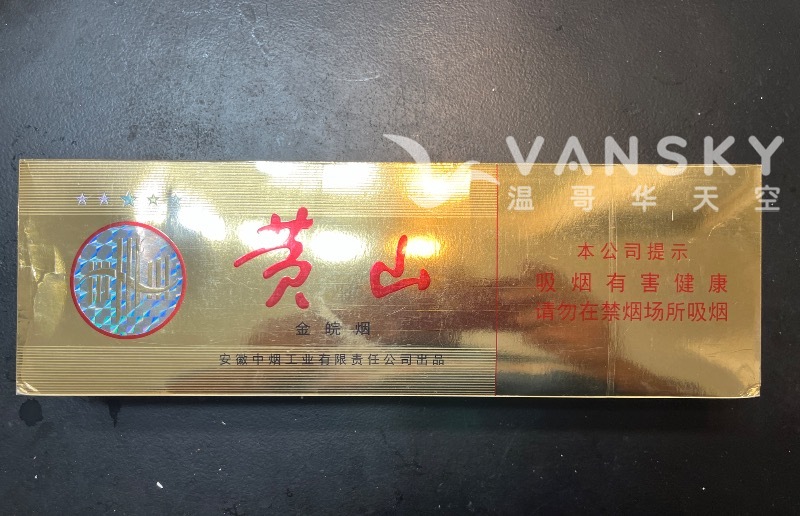 VANSKY
温哥华天空
黄山
金皖烟
安徽中烟工业有限责任公司出品
本公司提示
吸烟有害健康
请勿在禁烟场所吸烟